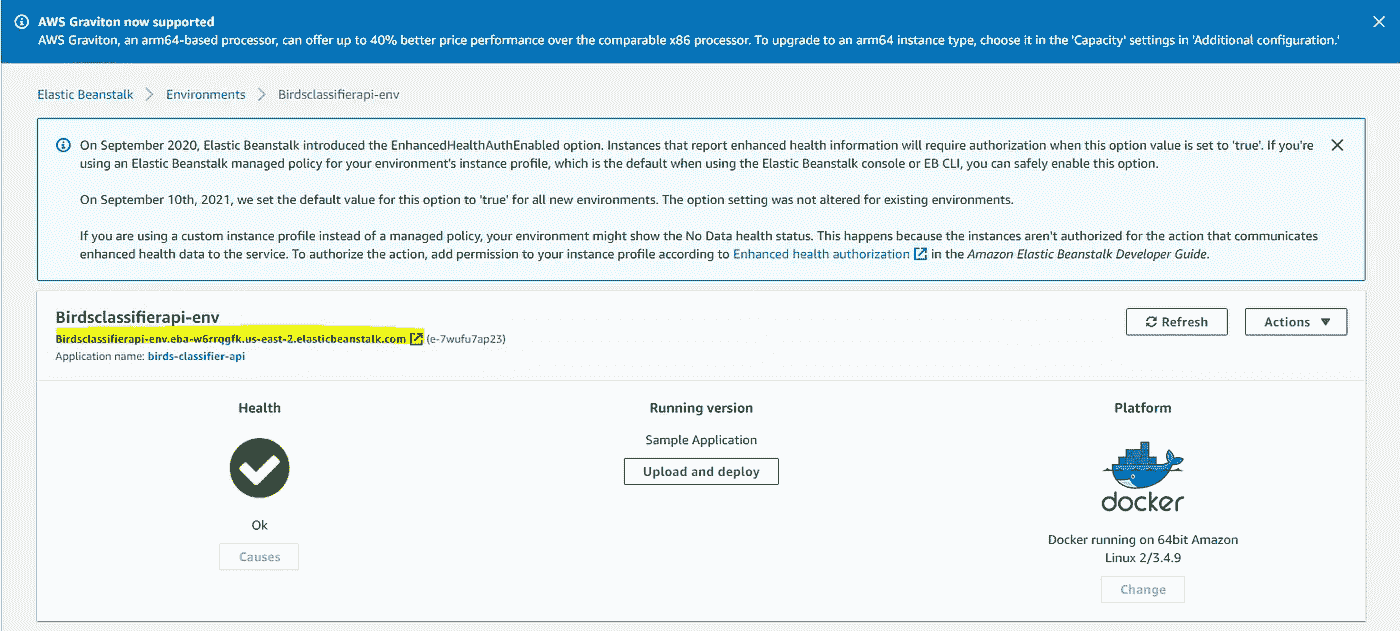 AWS Graviton now supported
AWS Graviton, an arm64-based processor, can offer up to 40% better price performance over the comparable x86 processor. To upgrade to an arm64 instance type, choose it in the 'Capacity' settings in 'Additional configuration.'
Elastic Beanstalk > Environments > Birdsclassifierapi-env
On September 2020, Elastic Beanstalk introduced the EnhancedHealthAuthEnabled option. Instances that report enhanced health information will require authorization when this option value is set to 'true'. If you're
using an Elastic Beanstalk managed policy for your environment's instance profile, which is the default when using the Elastic Beanstalk console or EB CLI, you can safely enable this option.
On September 10th, 2021, we set the default value for this option to 'true' for all new environments. The option setting was not altered for existing environments.
If you are using a custom instance profile instead of a managed policy, your environment might show the No Data health status. This happens because the instances aren't authorized for the action that communicates
enhanced health data to the service. To authorize the action, add permission to your instance profile according to Enhanced health authorization in the Amazon Elastic Beanstalk Developer Guide.
Birdsclassifierapi-env
Refresh
Actions
Birdsclassifierapi-env.eba-w6rrqgfk.us-east-2.elasticbeanstalk.com (e-7wufu7ap23)
Application name: birds-classifier-api
Health
Running version
Platform
Sample Application
Upload and deploy
docker
Ok
Docker running on 64bit Amazon
Linux 2/3.4.9
Causes
Change